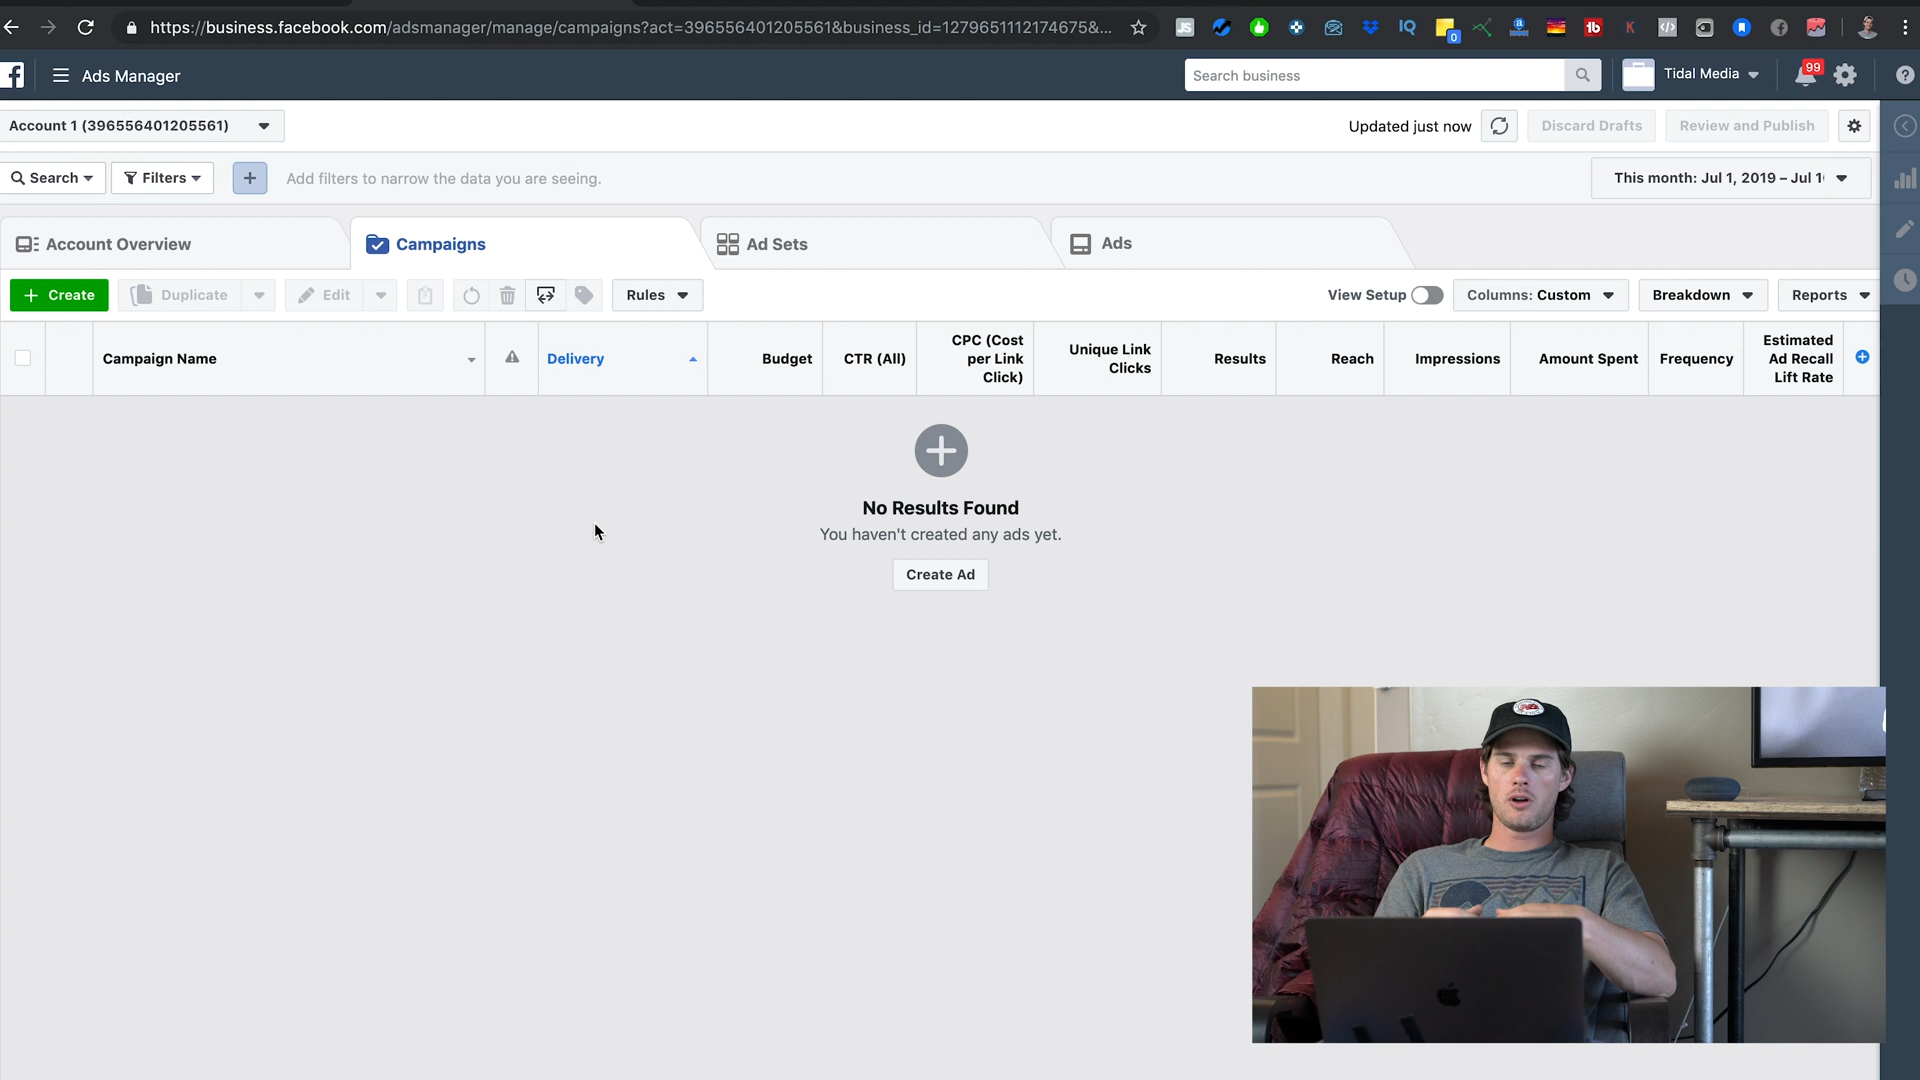 https://business.facebook.com/adsmanager/manage/campaigns?act=396556401205561&business_id=1279651112174675&...
JS
IQ
0
a
tb
K
</>
f
Ads Manager
Search business
Tidal Media
99
?
Account 1 (396556401205561)
Updated just now
Discard Drafts
Review and Publish
Search
Filters
+
Add filters to narrow the data you are seeing.
This month: Jul 1, 2019 – Jul 1
Account Overview
Campaigns
Ad Sets
Ads
+ Create
Duplicate
Edit
Rules
View Setup
Columns: Custom
Breakdown
Reports
Campaign Name
Delivery
Budget
CTR (All)
CPC (Cost
per Link
Click)
Unique Link
Clicks
Results
Reach
Impressions
Amount Spent
Frequency
Estimated
Ad Recall
Lift Rate
No Results Found
You haven't created any ads yet.
Create Ad